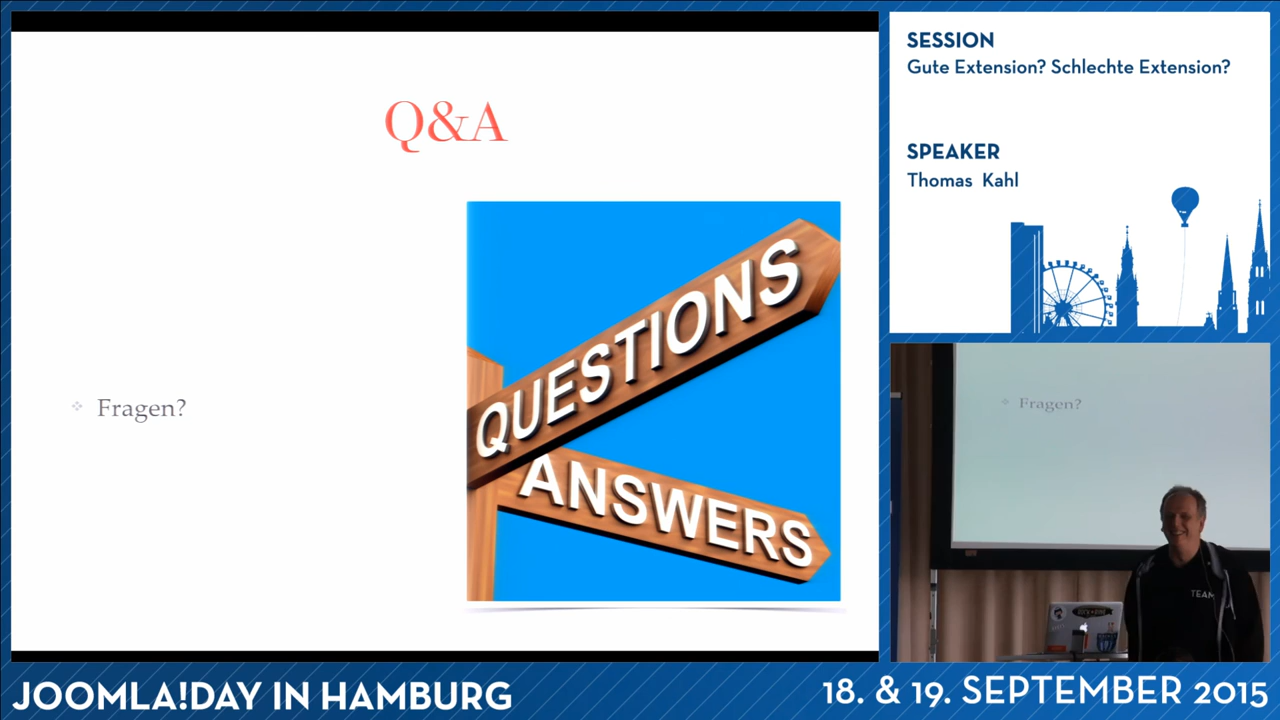 Q&A
Fragen?
QUESTIONS
ANSWERS
SESSION
Gute Extension? Schlechte Extension?
SPEAKER
Thomas Kahl
Fragen?
TEAM
JOOMLA!DAY IN HAMBURG
18. & 19. SEPTEMBER 2015